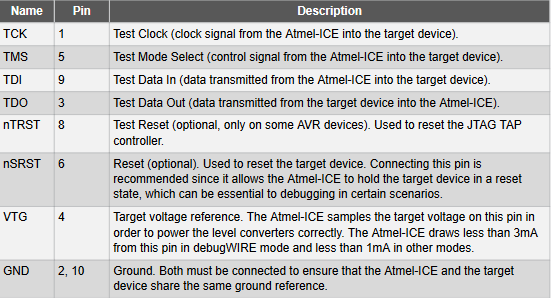 Name Pin Description
TCK 1 Test Clock (clock signal from the Atmel-ICE into the target device).
TMS 5 Test Mode Select (control signal from the Atmel-ICE into the target device).
TDI 9 Test Data In (data transmitted from the Atmel-ICE into the target device).
TDO 3 Test Data Out (data transmitted from the target device into the Atmel-ICE).
nTRST 8 Test Reset (optional, only on some AVR devices). Used to reset the JTAG TAP
controller.
nSRST 6 Reset (optional). Used to reset the target device. Connecting this pin is
recommended since it allows the Atmel-ICE to hold the target device in a reset
state, which can be essential to debugging in certain scenarios.
VTG 4 Target voltage reference. The Atmel-ICE samples the target voltage on this pin in
order to power the level converters correctly. The Atmel-ICE draws less than 3mA
from this pin in debugWIRE mode and less than 1mA in other modes.
GND 2, 10 Ground. Both must be connected to ensure that the Atmel-ICE and the target
device share the same ground reference.